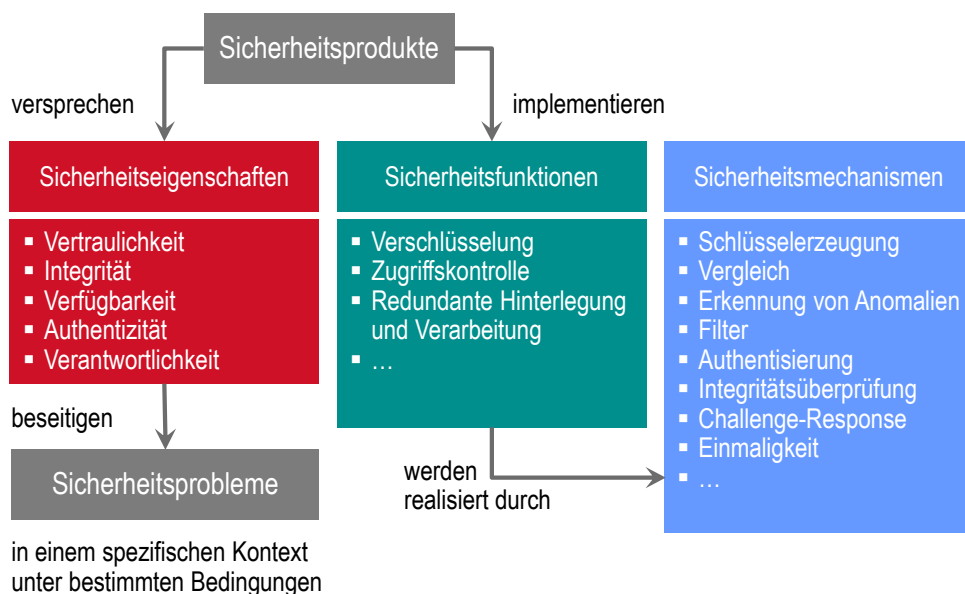 Sicherheitsprodukte
versprechen
implementieren
Sicherheitseigenschaften
▪ Vertraulichkeit
▪ Integrität
▪ Verfügbarkeit
▪ Authentizität
▪ Verantwortlichkeit
beseitigen
Sicherheitsprobleme
in einem spezifischen Kontext
unter bestimmten Bedingungen
Sicherheitsfunktionen
▪ Verschlüsselung
▪ Zugriffskontrolle
▪ Redundante Hinterlegung
und Verarbeitung
▪ …
werden
realisiert durch
Sicherheitsmechanismen
▪ Schlüsselerzeugung
▪ Vergleich
▪ Erkennung von Anomalien
▪ Filter
▪ Authentisierung
▪ Integritätsüberprüfung
▪ Challenge-Response
▪ Einmaligkeit
▪ …